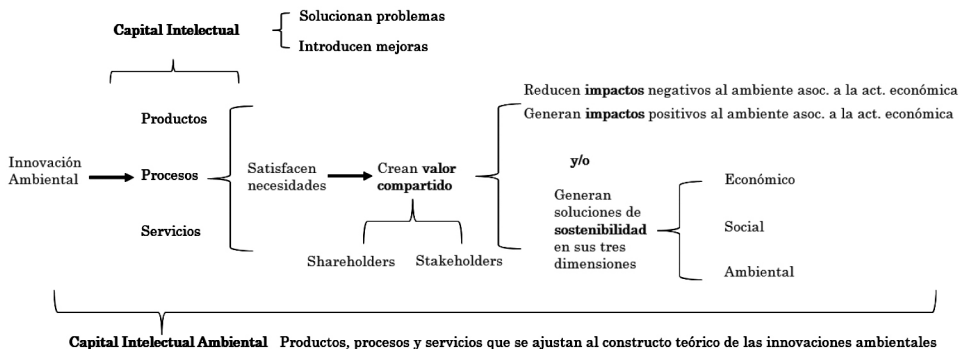 Capital Intelectual
Solucionan problemas
Introducen mejoras
Innovación
Ambiental
Productos
Procesos
Servicios
Satisfacen
necesidades
Crean valor
compartido
Shareholders
Stakeholders
Reducen impactos negativos al ambiente asoc. a la act. económica
Generan impactos positivos al ambiente asoc. a la act. económica
y/o
Generan
soluciones de
sostenibilidad
en sus tres
dimensiones
Económico
Social
Ambiental
Capital Intelectual Ambiental Productos, procesos y servicios que se ajustan al constructo teórico de las innovaciones ambientales